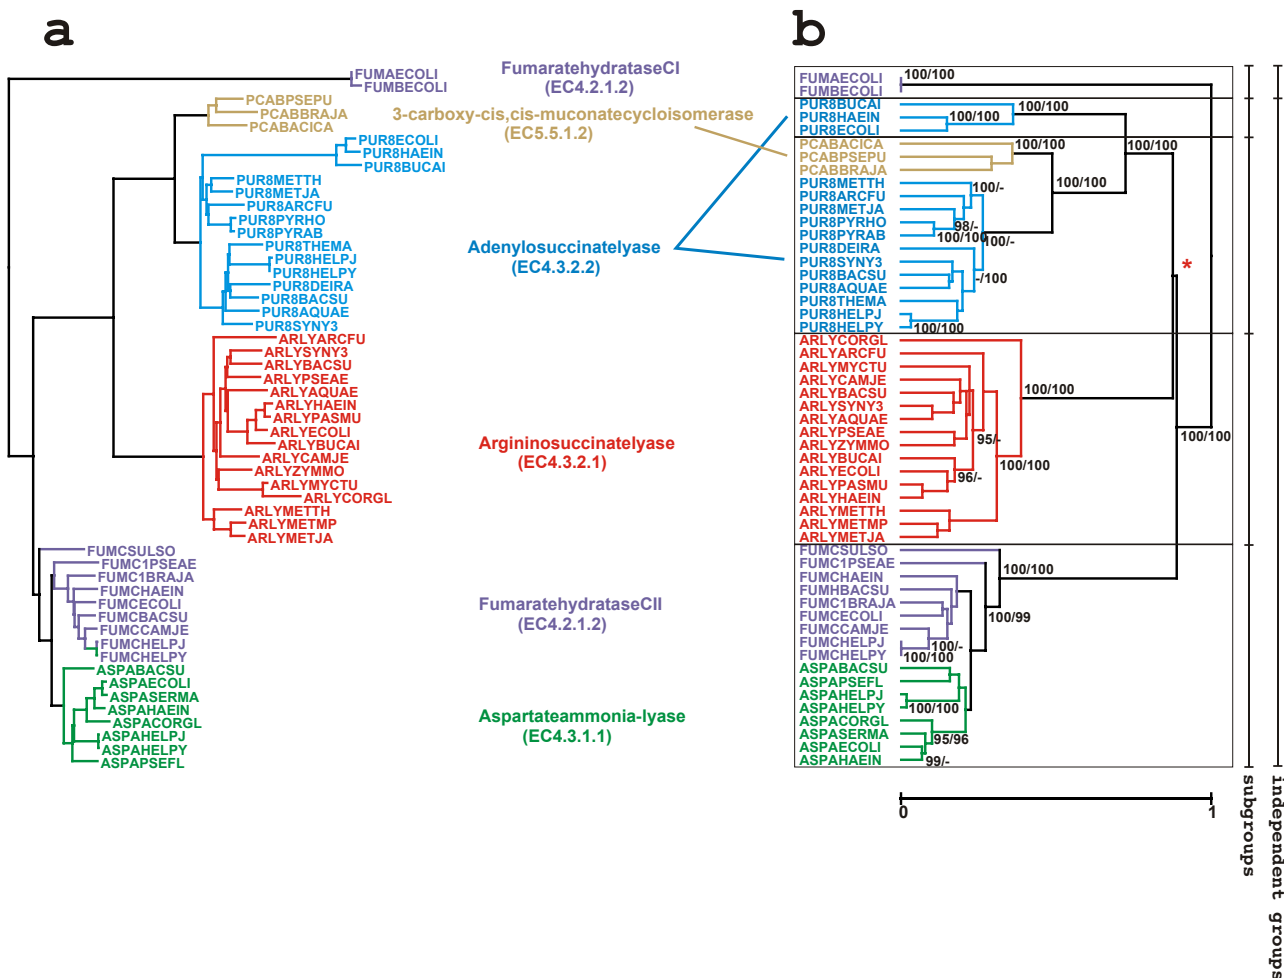 a
FUMAECOLI
FUMBECOLI
PCABPSEPU
PCABBRAJA
PCABACICA
PUR8ECOLI
PUR8HAEIN
PUR8BUCAI
PUR8METTH
PUR8METJA
PUR8ARCFU
PUR8PYRHO
PUR8PYRAB
PUR8THEMA
PUR8HELPJ
PUR8HELPY
PUR8DEIRA
PUR8BACSU
PUR8AQUAE
PUR8SYNY3
ARLYARCFU
ARLYSYNY3
ARLYBACSU
ARLYPSEAE
ARLYAQUAE
ARLYHAEIN
ARLYPASMU
ARLYECOLI
ARLYBUCAI
ARLYCAMJE
ARLYZYMMO
ARLYMYCTU
ARLYCORGL
ARLYMETTH
ARLYMETMP
ARLYMETJA
FUMCSULSO
FUMC1PSEAE
FUMC1BRAJA
FUMCHAEIN
FUMCECOLI
FUMCBACSU
FUMCCAMJE
FUMCHELPJ
FUMCHELPY
ASPABACSU
ASPAECOLI
ASPASERMA
ASPAHAEIN
ASPACORGL
ASPAHELPJ
ASPAHELPY
ASPAPSEFL
FumaratehydrataseCI
(EC4.2.1.2)
3-carboxy-cis,cis-muconatecycloisomerase
(EC5.5.1.2)
Adenylosuccinatelyase
(EC4.3.2.2)
Argininosuccinatelyase
(EC4.3.2.1)
FumaratehydrataseCII
(EC4.2.1.2)
Aspartateammonia-lyase
(EC4.3.1.1)
b
FUMAECOLI
FUMBECOLI
PUR8BUCAI
PUR8HAEIN
PUR8ECOLI
PCABACICA
PCABPSEPU
PCABBRAJA
PUR8METTH
PUR8ARCFU
PUR8METJA
PUR8PYRHO
PUR8PYRAB
PUR8DEIRA
PUR8SYNY3
PUR8BACSU
PUR8AQUAE
PUR8THEMA
PUR8HELPJ
PUR8HELPY
ARLYCORGL
ARLYARCFU
ARLYMYCTU
ARLYCAMJE
ARLYBACSU
ARLYSYNY3
ARLYAQUAE
ARLYPSEAE
ARLYZYMMO
ARLYBUCAI
ARLYECOLI
ARLYPASMU
ARLYHAEIN
ARLYMETTH
ARLYMETMP
ARLYMETJA
FUMCSULSO
FUMC1PSEAE
FUMCHAEIN
FUMHBACSU
FUMC1BRAJA
FUMCECOLI
FUMCCAMJE
FUMCHELPJ
FUMCHELPY
ASPABACSU
ASPAPSEFL
ASPAHELPJ
ASPAHELPY
ASPACORGL
ASPASERMA
ASPAECOLI
ASPAHAEIN
100/100
100/100
100/100
100/100
100/100
100/100
100/-
98/-
100/100
100/-
-/100
100/100
*
100/100
95/-
100/100
96/-
100/100
100/100
100/99
100/-
100/100
100/100
95/96
99/-
0
1
subgroups
independent groups